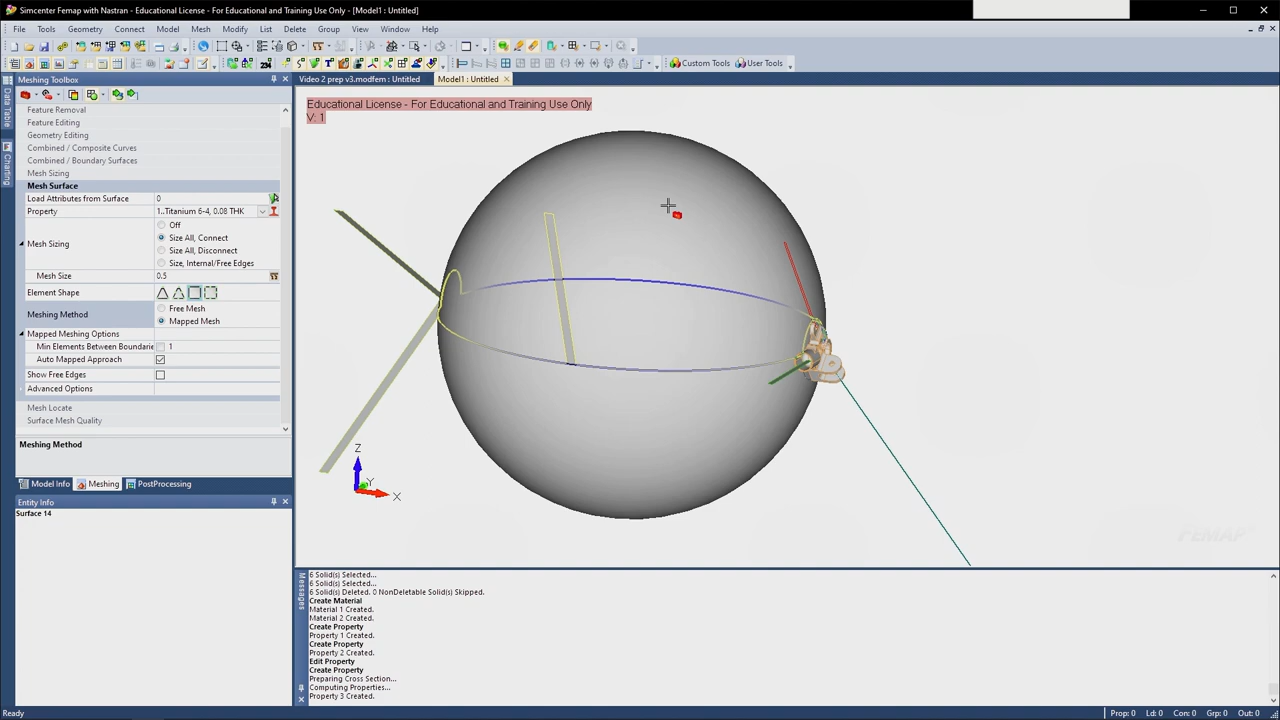 Simcenter Femap with Nastran - Educational License - For Educational and Training Use Only - [Model1 : Untitled]
File Tools Geometry Connect Model Mesh Modify List Delete Group View Window Help
Custom Tools User Tools
Meshing Toolbox
Video 2 prep v3.modfem : Untitled Model1 : Untitled
Data Table
Charting
Educational License - For Educational and Training Use Only
V: 1
Feature Removal
Feature Editing
Geometry Editing
Combined / Composite Curves
Combined / Boundary Surfaces
Mesh Sizing
Mesh Surface
Load Attributes from Surface 0
Property 1..Titanium 6-4, 0.08 THK
Off
Mesh Sizing
Size All, Connect
Size All, Disconnect
Size, Internal/Free Edges
Mesh Size 0.5
Element Shape
Meshing Method
Free Mesh
Mapped Mesh
Mapped Meshing Options
Min Elements Between Boundarie 1
Auto Mapped Approach
Show Free Edges
Advanced Options
Mesh Locate
Surface Mesh Quality
Meshing Method
Z
Y
X
Model Info Meshing PostProcessing
Entity Info
Surface 14
FEMAP
Messages
6 Solid(s) Selected...
6 Solid(s) Selected...
6 Solid(s) Deleted. 0 NonDeletable Solid(s) Skipped.
Create Material
Material 1 Created.
Material 2 Created.
Create Property
Property 1 Created.
Create Property
Property 2 Created.
Edit Property
Create Property
Preparing Cross Section...
Computing Properties...
Property 3 Created.
Ready
Prop: 0 Ld: 0 Con: 0 Grp: 0 Out: 0